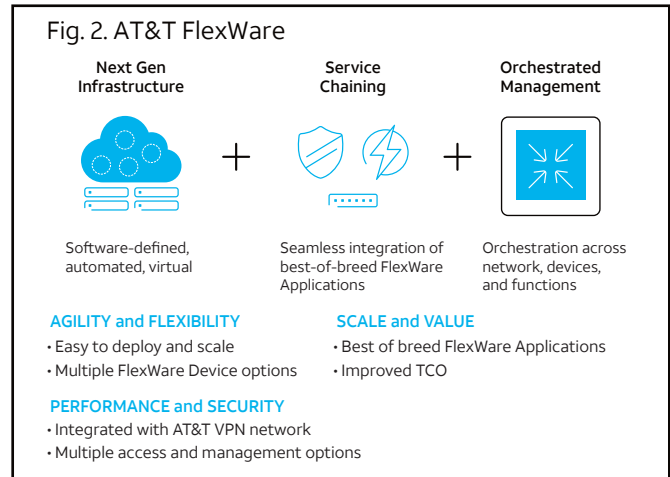 Fig. 2. AT&T FlexWare
Next Gen
Infrastructure
Service
Chaining
Orchestrated
Management
Software-defined,
automated, virtual
Seamless integration of
best-of-breed FlexWare
Applications
Orchestration across
network, devices,
and functions
AGILITY and FLEXIBILITY
• Easy to deploy and scale
• Multiple FlexWare Device options
SCALE and VALUE
• Best of breed FlexWare Applications
• Improved TCO
PERFORMANCE and SECURITY
• Integrated with AT&T VPN network
• Multiple access and management options